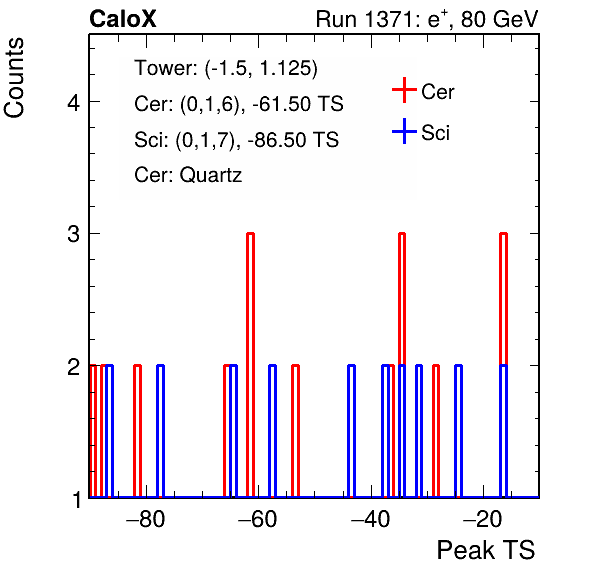 CaloX Run 1371: e⁺, 80 GeV
Counts
Tower: (-1.5, 1.125)
Cer: (0,1,6), -61.50 TS
Sci: (0,1,7), -86.50 TS
Cer: Quartz
Cer
Sci
4
3
2
1
−80 −60 −40 −20
Peak TS